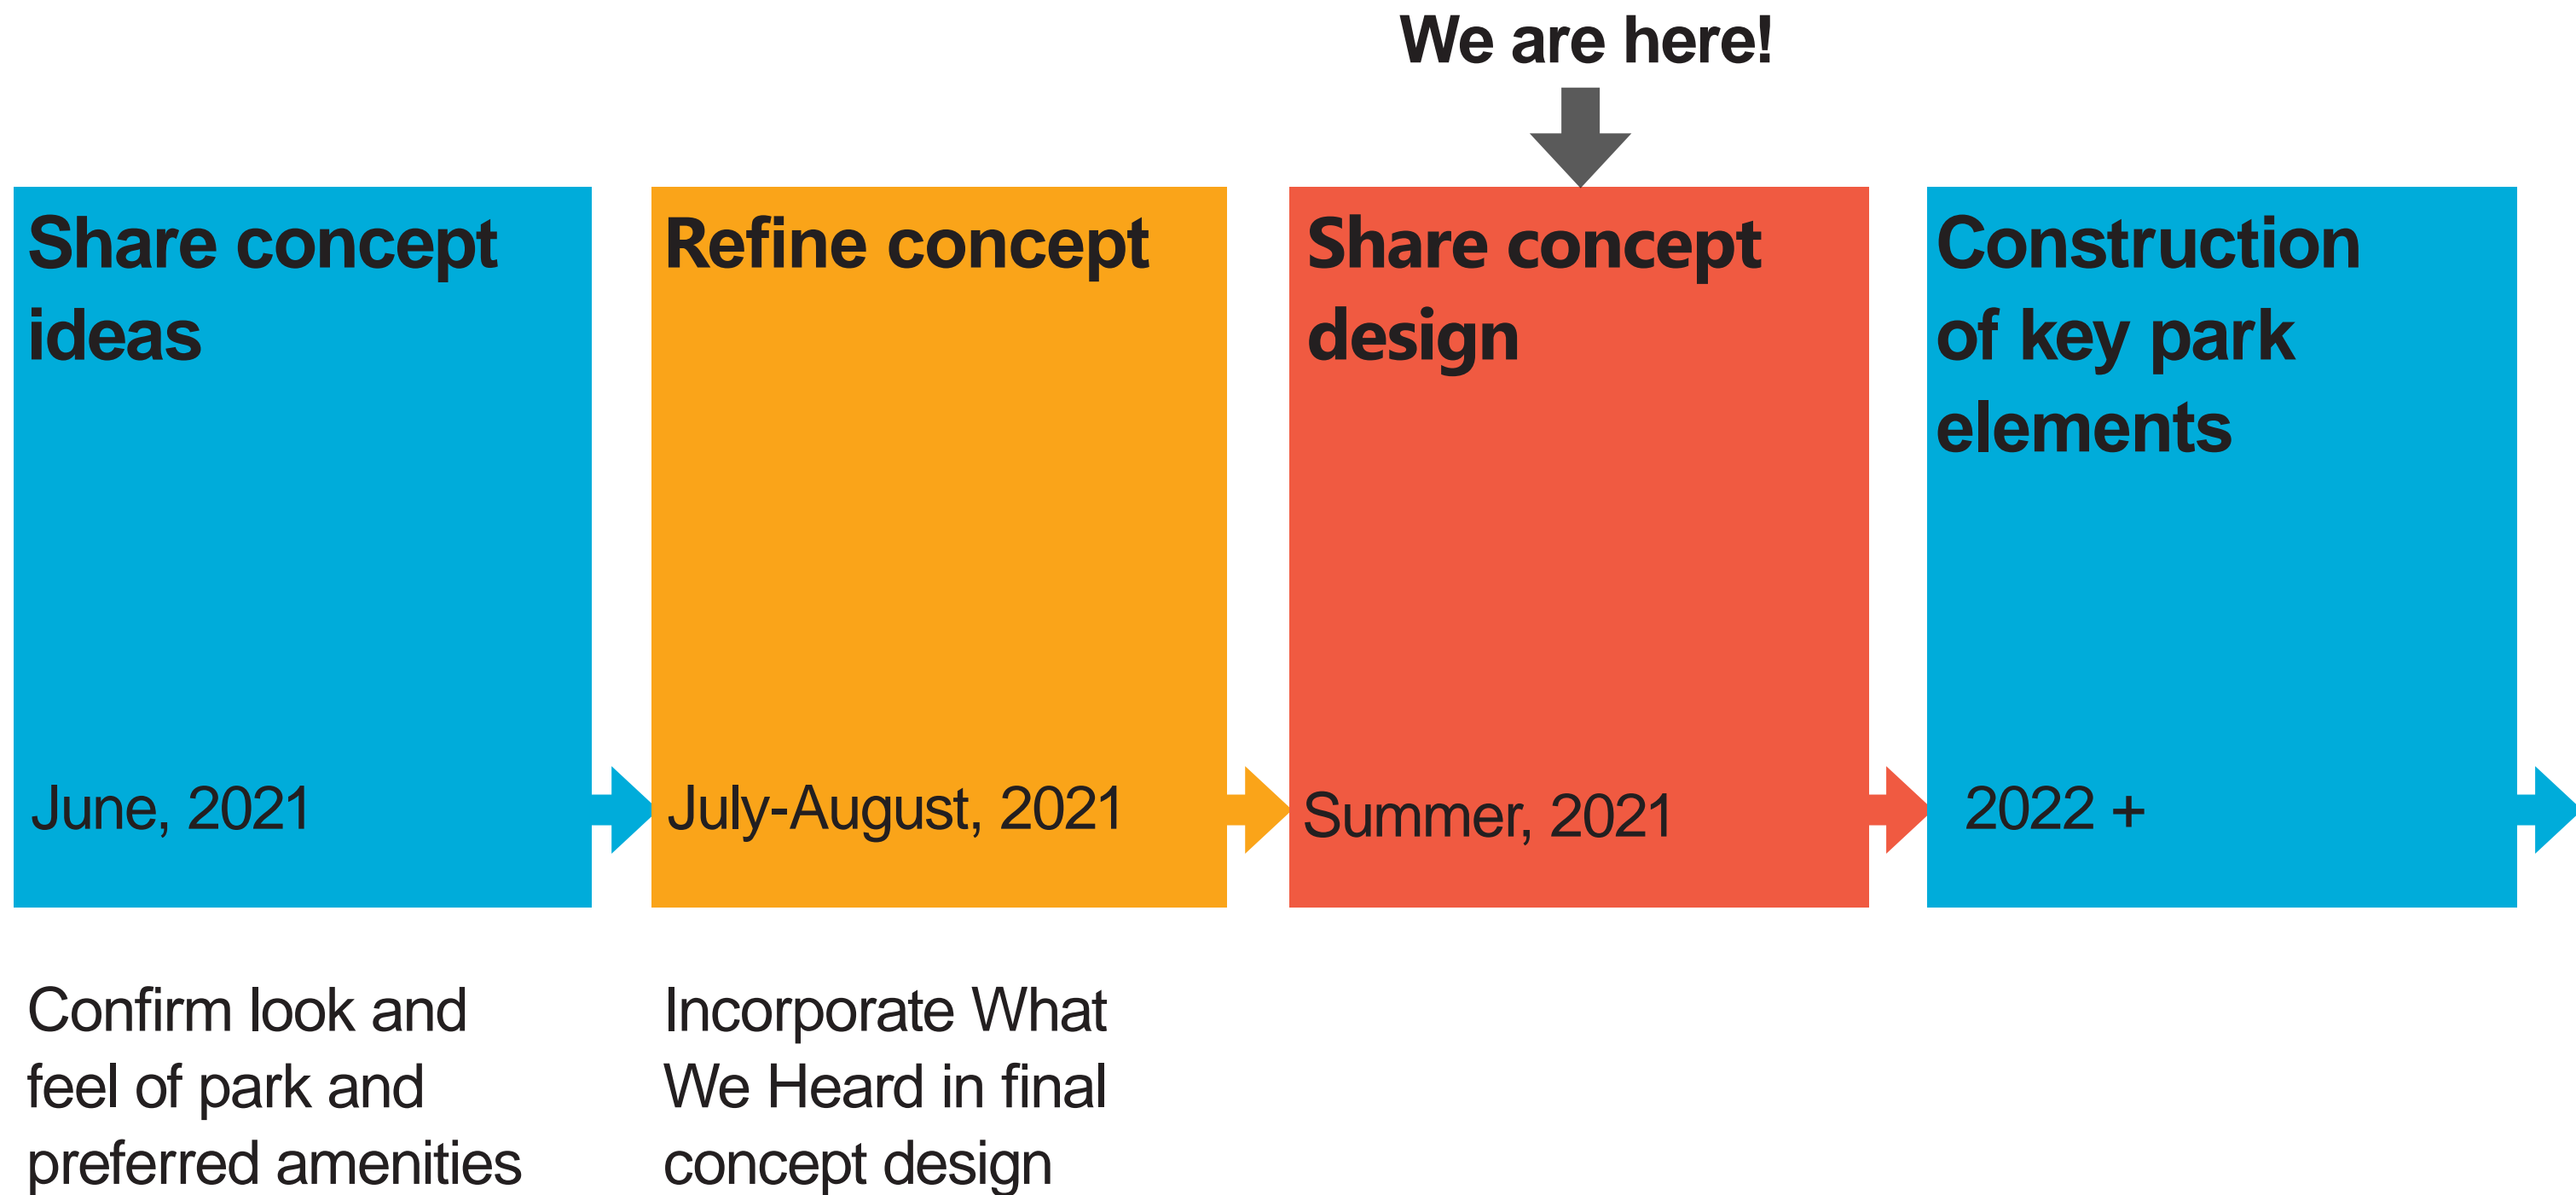 We are here!
Share concept
ideas
June, 2021
Refine concept
July-August, 2021
Share concept
design
Summer, 2021
Construction
of key park
elements
2022 +
Confirm look and
feel of park and
preferred amenities
Incorporate What
We Heard in final
concept design